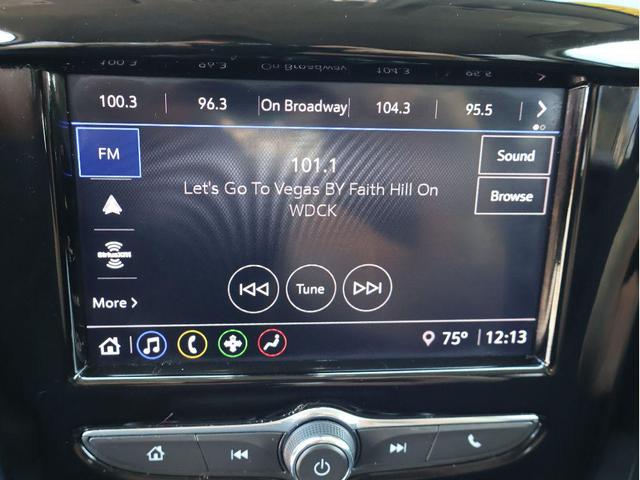 100.3 96.3 On Broadway 104.3 95.5
FM
101.1
Let's Go To Vegas BY Faith Hill On
WDCK
Sound
Browse
SiriusXM
More
Tune
75° 12:13